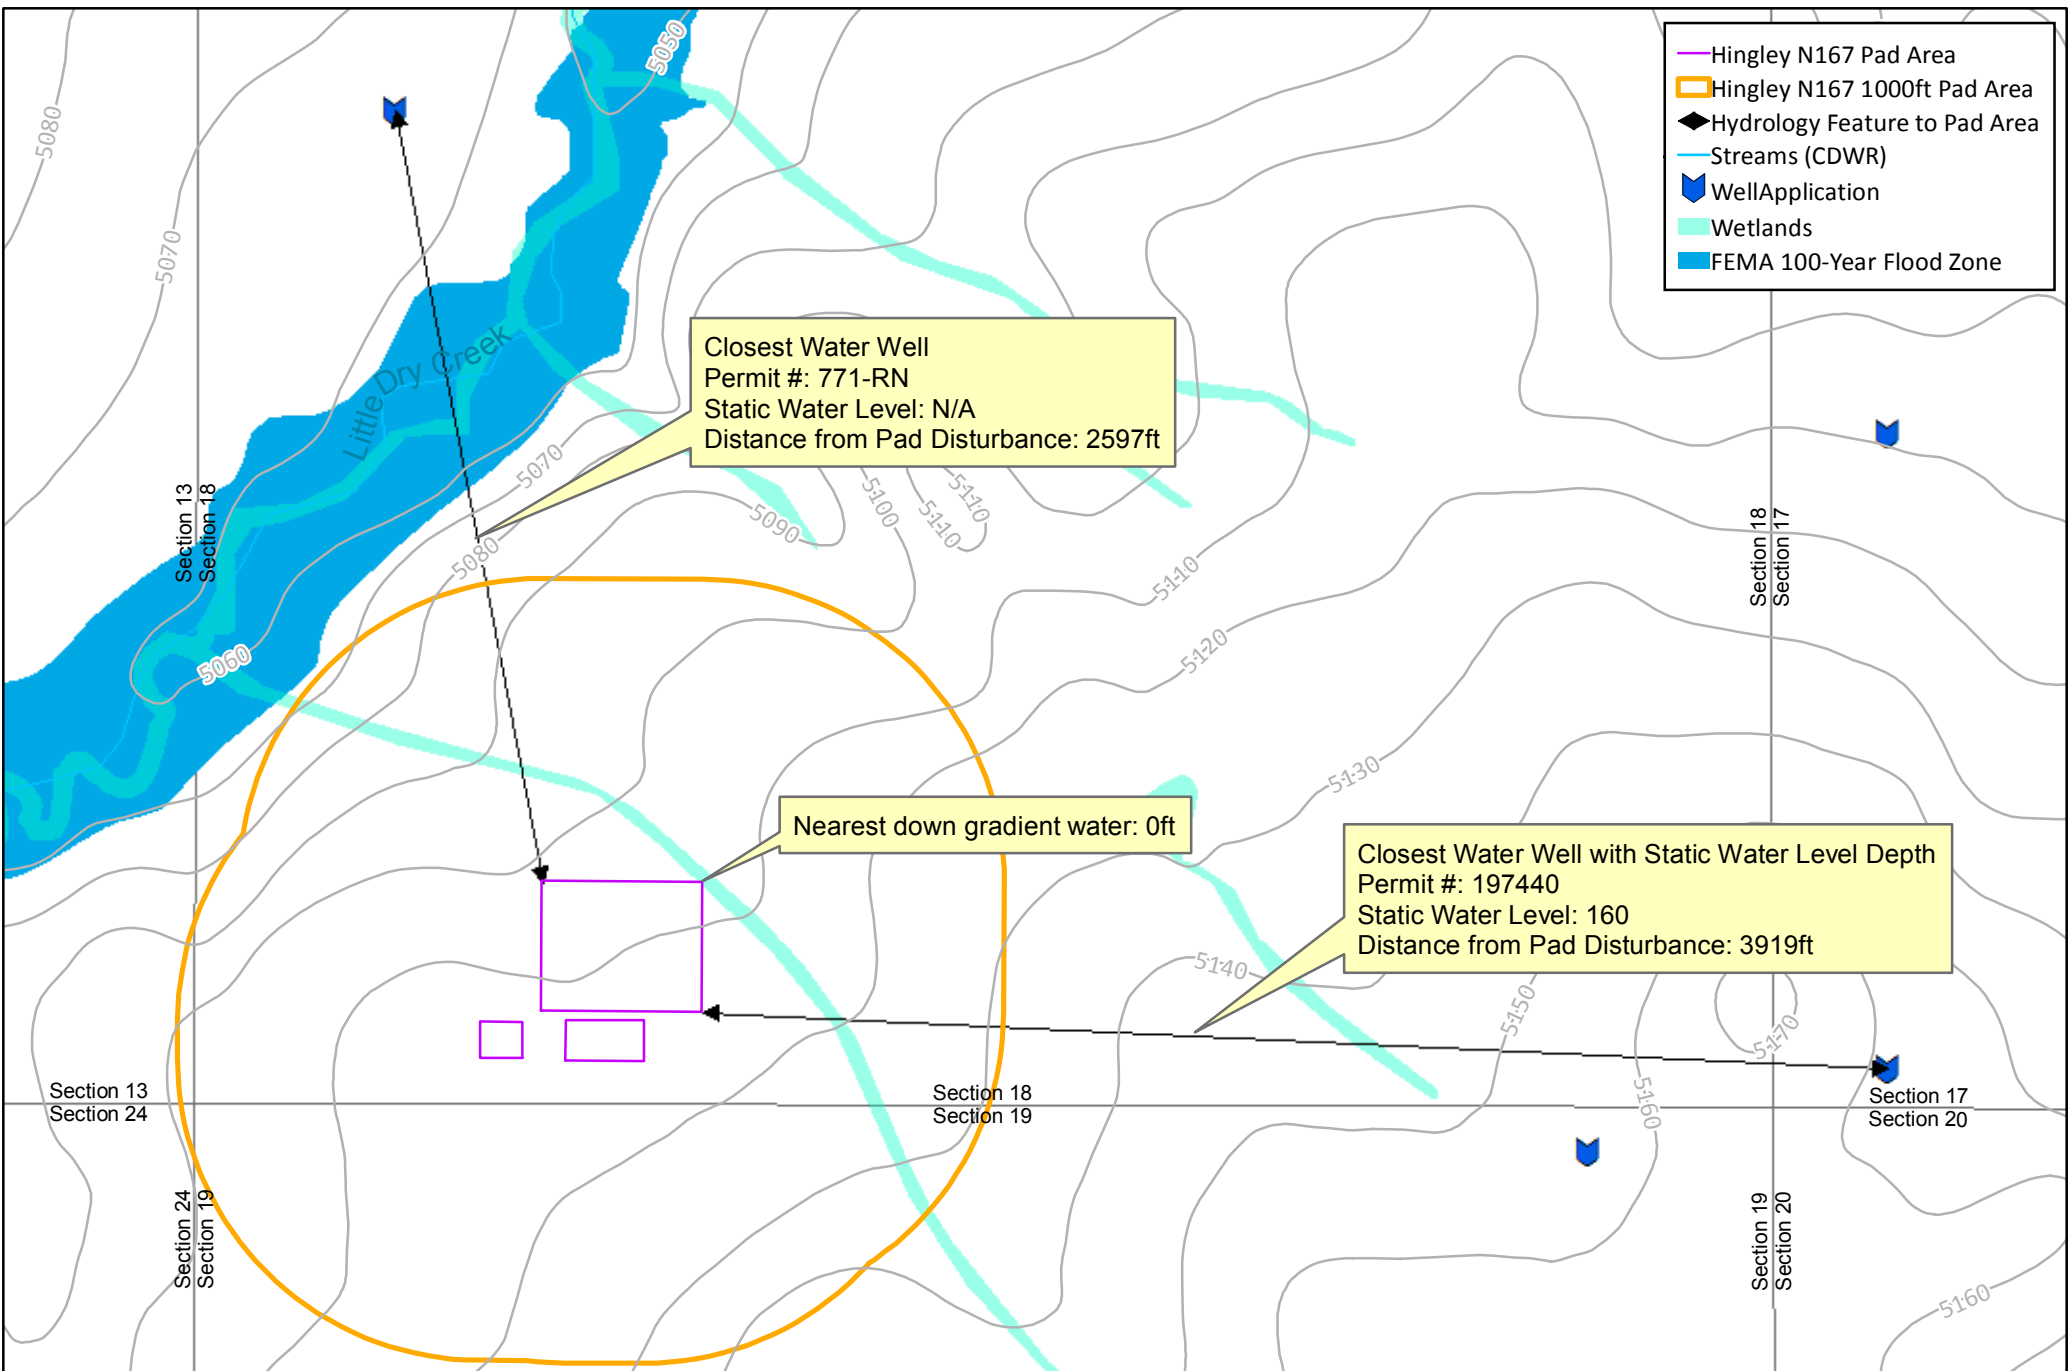 Hingley N167 Pad Area
Hingley N167 1000ft Pad Area
Hydrology Feature to Pad Area
Streams (CDWR)
WellApplication
Wetlands
FEMA 100-Year Flood Zone
5050
5080
5070
Little Dry Creek
Closest Water Well
Permit #: 771-RN
Static Water Level: N/A
Distance from Pad Disturbance: 2597ft
5070
5080
5090
5100
5110
5110
Section 13
Section 18
Section 18
Section 17
5110
5120
5060
5130
Nearest down gradient water: 0ft
Closest Water Well with Static Water Level Depth
Permit #: 197440
Static Water Level: 160
Distance from Pad Disturbance: 3919ft
5140
5150
5170
5160
Section 13
Section 24
Section 18
Section 19
Section 17
Section 20
Section 24
Section 19
Section 19
Section 20
5160